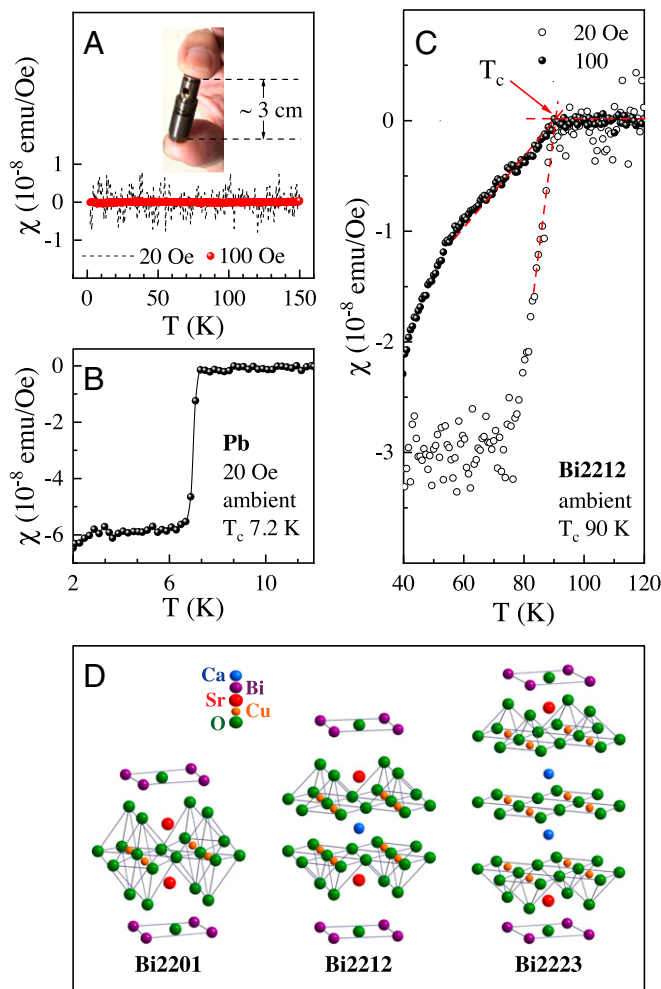 A
~ 3 cm
χ (10⁻⁸ emu/Oe)
1
0
-1
20 Oe
100 Oe
0
50
100
150
T (K)
B
χ (10⁻⁸ emu/Oe)
0
-2
-4
-6
Pb
20 Oe
ambient
T_c 7.2 K
2
6
10
T (K)
C
20 Oe
100
T_c
χ (10⁻⁸ emu/Oe)
0
-1
-2
-3
Bi2212
ambient
T_c 90 K
40
60
80
100
120
T (K)
D
Ca
Bi
Sr
Cu
O
Bi2201
Bi2212
Bi2223